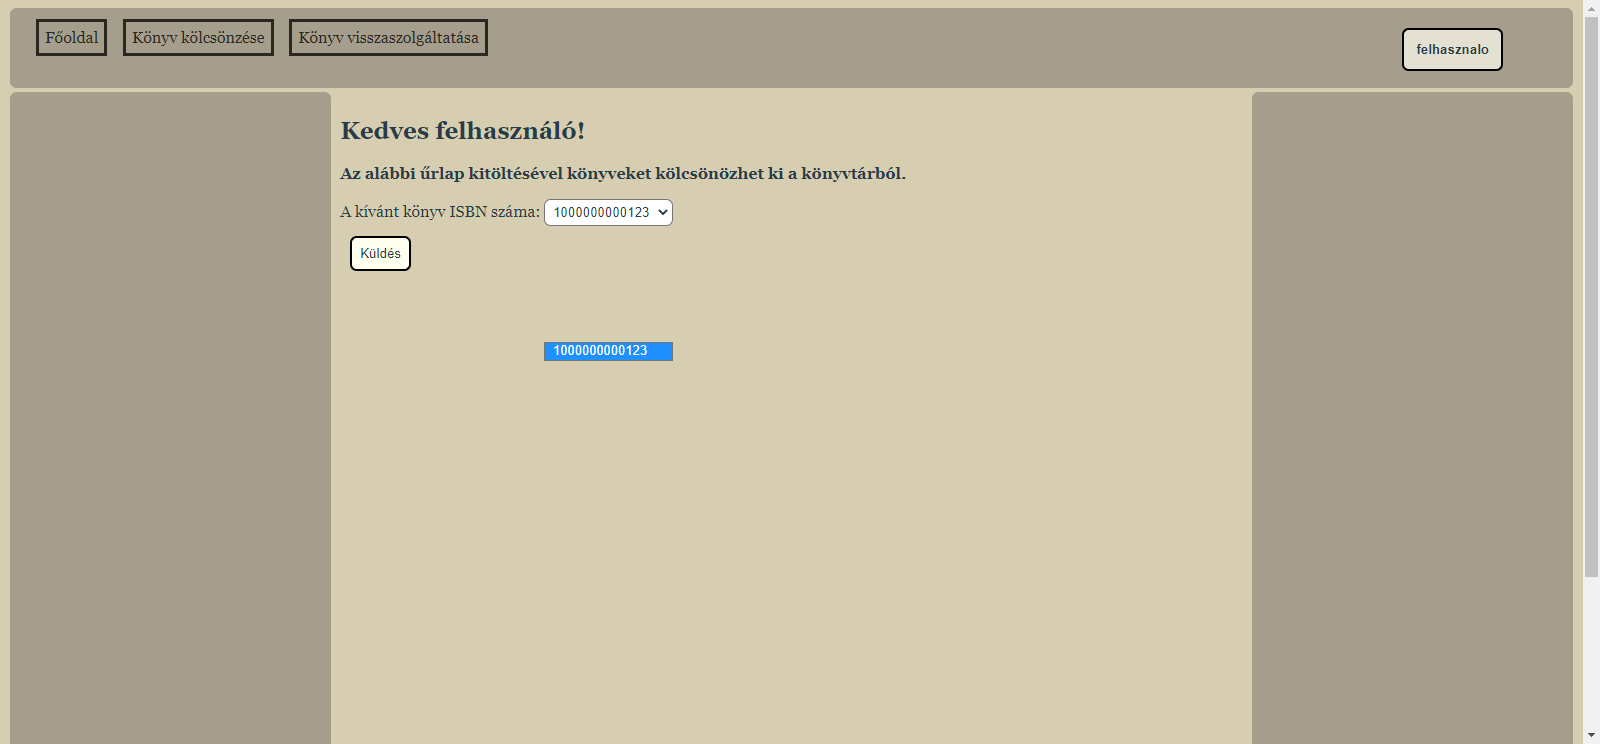 Főoldal Könyv kölcsönzése Könyv visszaszolgáltatása felhasznalo
Kedves felhasználó!
Az alábbi űrlap kitöltésével könyveket kölcsönözhet ki a könyvtárból.
A kívánt könyv ISBN száma: 1000000000123
Küldés
1000000000123